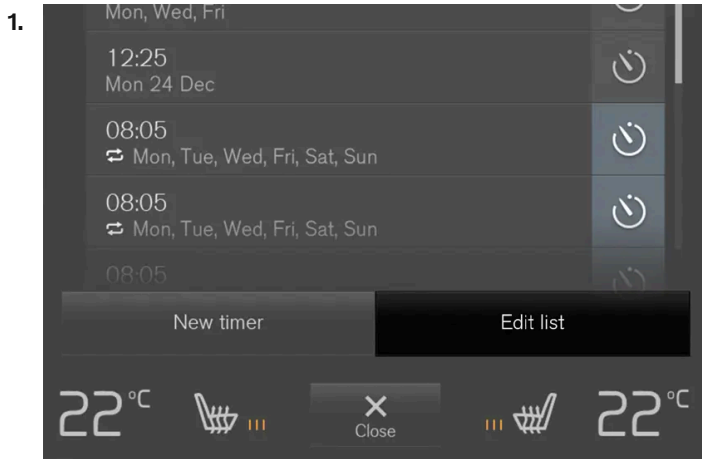 1.
Mon, Wed, Fri
12:25
Mon 24 Dec
08:05
Mon, Tue, Wed, Fri, Sat, Sun
08:05
Mon, Tue, Wed, Fri, Sat, Sun
08:05
New timer
Edit list
22°C
22°C
Close